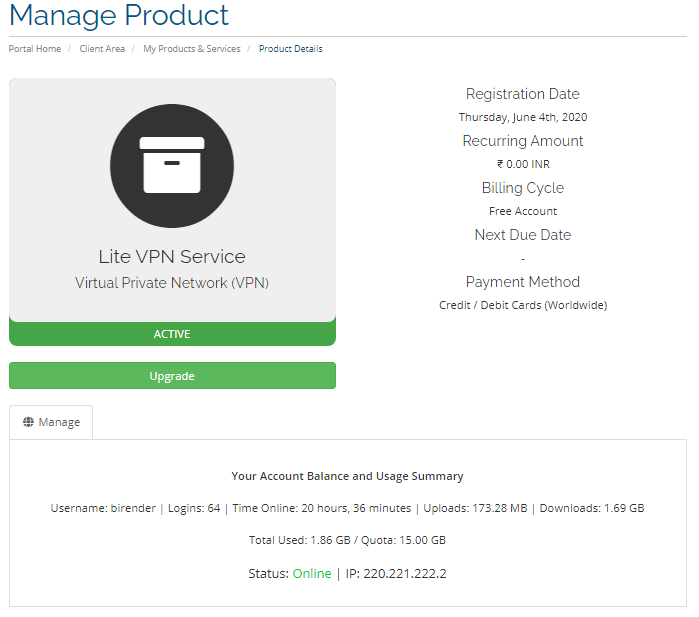 Manage Product
Portal Home / Client Area / My Products & Services / Product Details
Lite VPN Service
Virtual Private Network (VPN)
ACTIVE
Upgrade
Registration Date
Thursday, June 4th, 2020
Recurring Amount
₹ 0.00 INR
Billing Cycle
Free Account
Next Due Date
-
Payment Method
Credit / Debit Cards (Worldwide)
Manage
Your Account Balance and Usage Summary
Username: birender | Logins: 64 | Time Online: 20 hours, 36 minutes | Uploads: 173.28 MB | Downloads: 1.69 GB
Total Used: 1.86 GB / Quota: 15.00 GB
Status: Online | IP: 220.221.222.2